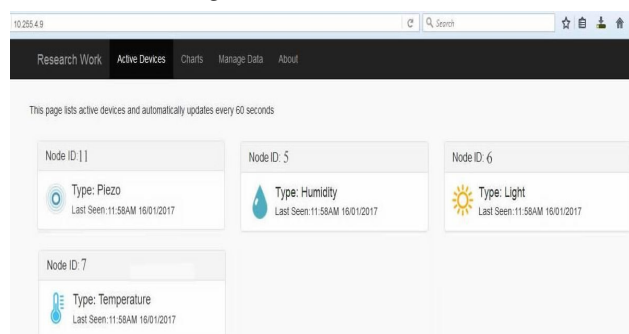 10.255.4.9
Search
Research Work Active Devices Charts Manage Data About
This page lists active devices and automatically updates every 60 seconds
Node ID:11
Type: Piezo
Last Seen:11:58AM 16/01/2017
Node ID: 5
Type: Humidity
Last Seen:11:58AM 16/01/2017
Node ID: 6
Type: Light
Last Seen:11:58AM 16/01/2017
Node ID: 7
Type: Temperature
Last Seen:11:58AM 16/01/2017